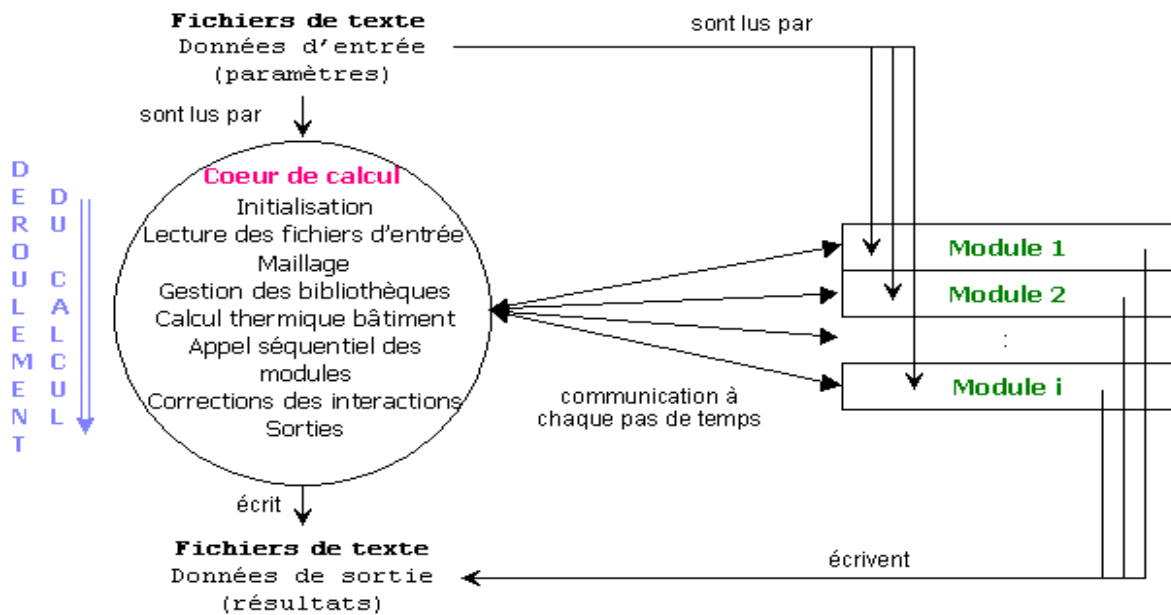 Fichiers de texte
Données d'entrée
(paramètres)
sont lus par
sont lus par
DEROULEMENT
DU CALCUL
Coeur de calcul
Initialisation
Lecture des fichiers d'entrée
Maillage
Gestion des bibliothèques
Calcul thermique bâtiment
Appel séquentiel des
modules
Corrections des interactions
Sorties
Module 1
Module 2
:
Module i
communication à
chaque pas de temps
écrit
Fichiers de texte
Données de sortie
(résultats)
écrivent